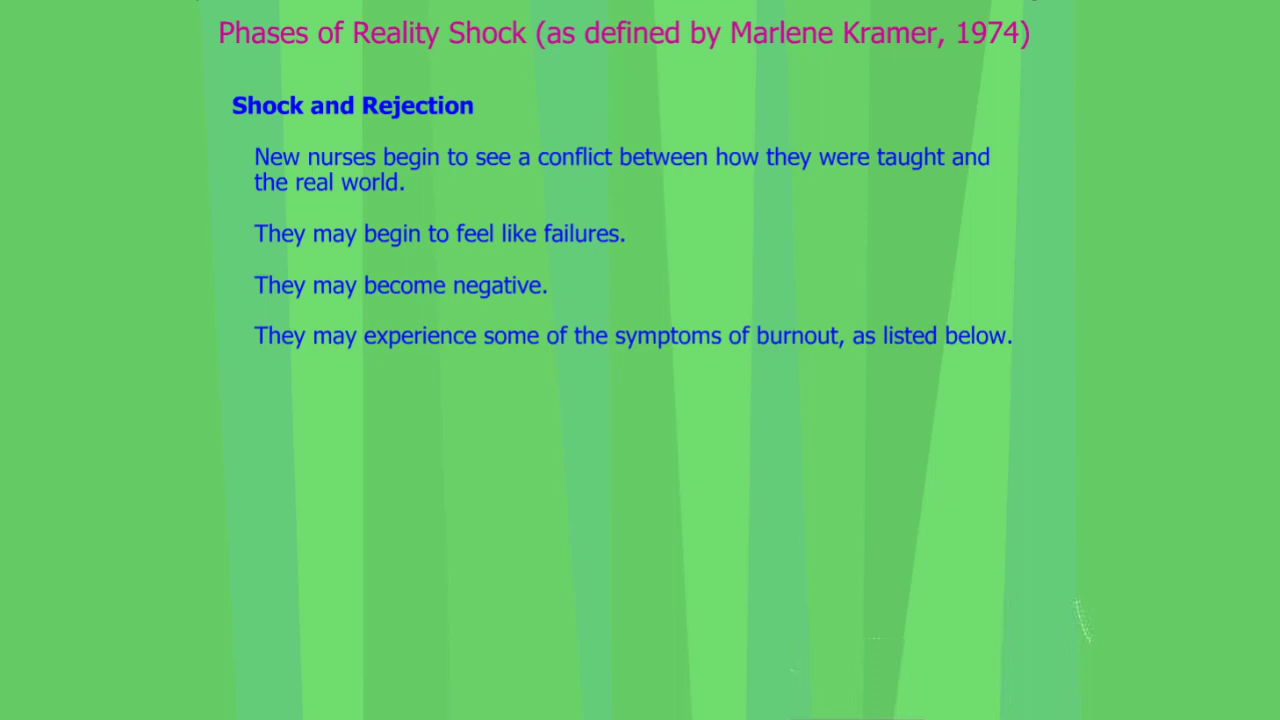 Phases of Reality Shock (as defined by Marlene Kramer, 1974)
Shock and Rejection
New nurses begin to see a conflict between how they were taught and
the real world.
They may begin to feel like failures.
They may become negative.
They may experience some of the symptoms of burnout, as listed below.